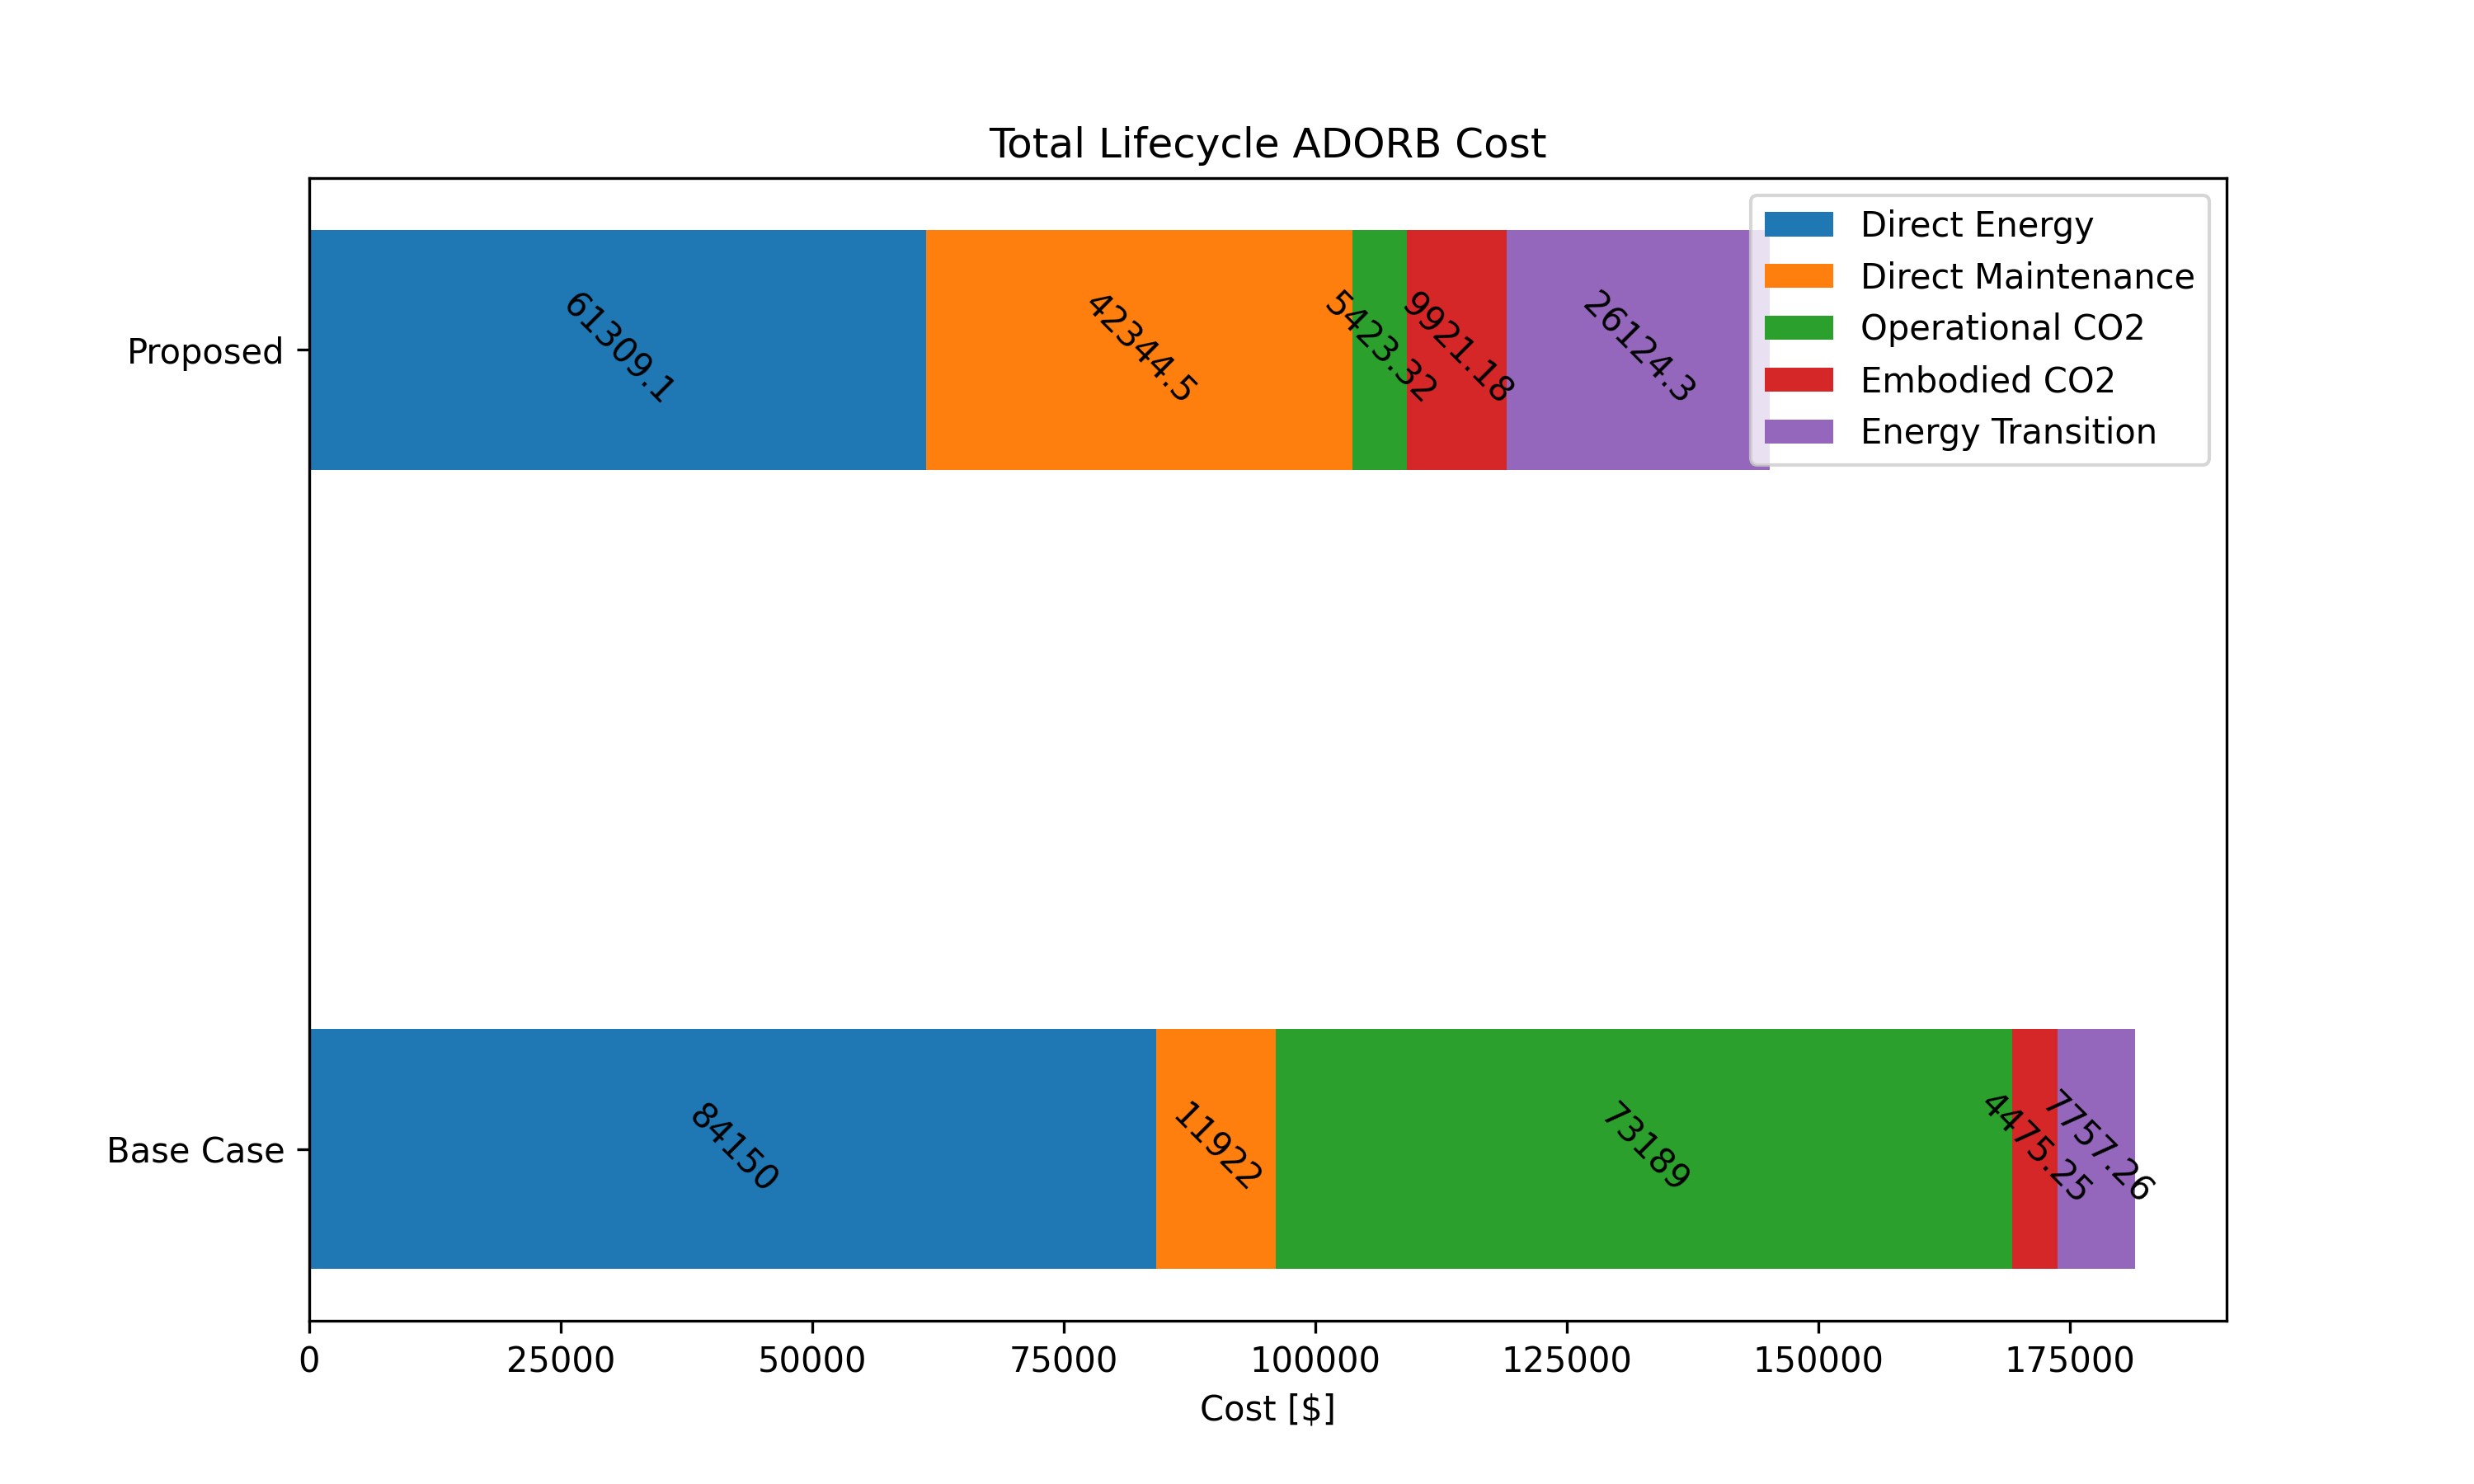 Total Lifecycle ADORB Cost
Direct Energy
Direct Maintenance
Operational CO2
Embodied CO2
Energy Transition
Proposed
61309.1
42344.5
5423.32
9921.18
26124.3
Base Case
84150
11922
73189
4475.25
7757.26
0 25000 50000 75000 100000 125000 150000 175000
Cost [$]